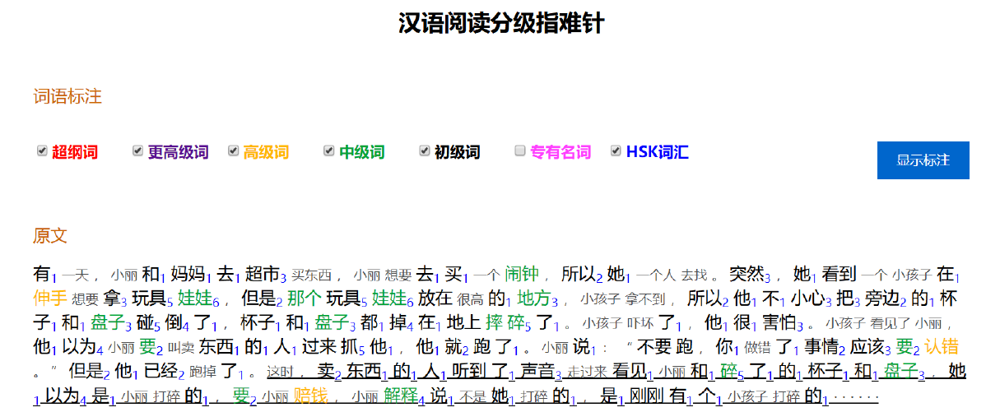 汉语阅读分级指难针
词语标注
超纲词 更高级词 高级词 中级词 初级词 专有名词 HSK词汇 显示标注
原文
有1 一天 ， 小丽 和1 妈妈1 去1 超市3 买东西 ， 小丽 想要 去1 买1 一个 闹钟 ， 所以2 她1 一个人 去找 。 突然3 ， 她1 看到 一个 小孩子 在1
伸手 想要 拿3 玩具5 娃娃6 ， 但是2 那个 玩具5 娃娃6 放在 很高 的1 地方3 ， 小孩子 拿不到 ， 所以2 他1 不1 小心3 把3 旁边2 的1 杯
子1 和1 盘子3 碰5 倒4 了1 ， 杯子1 和1 盘子3 都1 掉4 在1 地上 摔 碎5 了1 。 小孩子 吓坏 了1 ， 他1 很1 害怕3 。 小孩子 看见了 小丽 ，
他1 以为4 小丽 要2 叫卖 东西1 的1 人1 过来 抓5 他1 ， 他1 就2 跑2 了1 。 小丽 说1 ： “ 不要 跑 ， 你1 做错 了1 事情2 应该3 要2 认错
。 ” 但是2 他1 已经2 跑掉 了1 。 这时 ， 卖2 东西1 的1 人1 听到 了1 声音3 走过来 看见1 小丽 和1 碎5 了1 的1 杯子1 和1 盘子3 ， 她
1 以为4 是1 小丽 打碎 的1 ， 要2 小丽 赔钱 ， 小丽 解释4 说1 不是 她1 打碎 的1 ， 是1 刚刚 有1 个1 小孩子 打碎 的1 ······